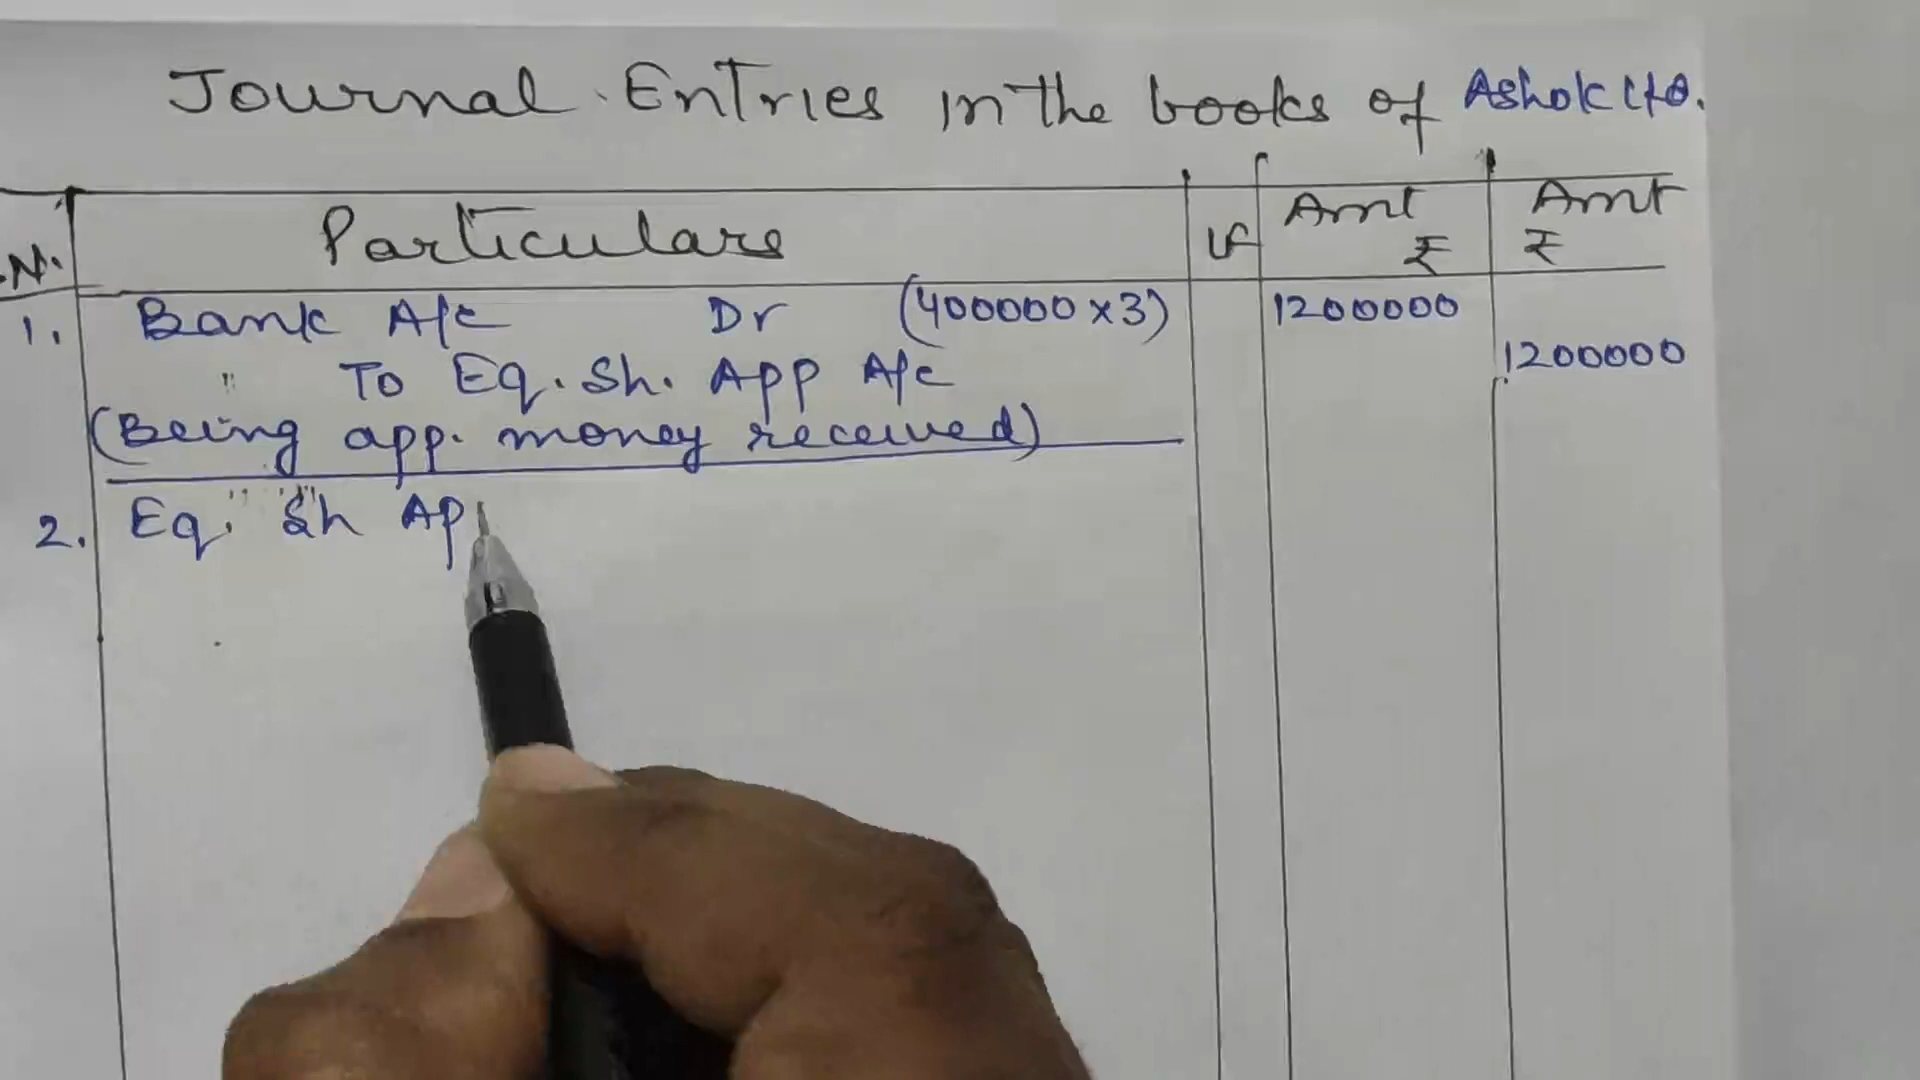 Journal Entries in the books of Ashok Ltd.
S.N. Particulars LF Amt ₹ Amt ₹
1. Bank A/c Dr (400000 x 3) 1200000
" To Eq. Sh. App A/c 1200000
(Being app. money received)
2. Eq. Sh Ap